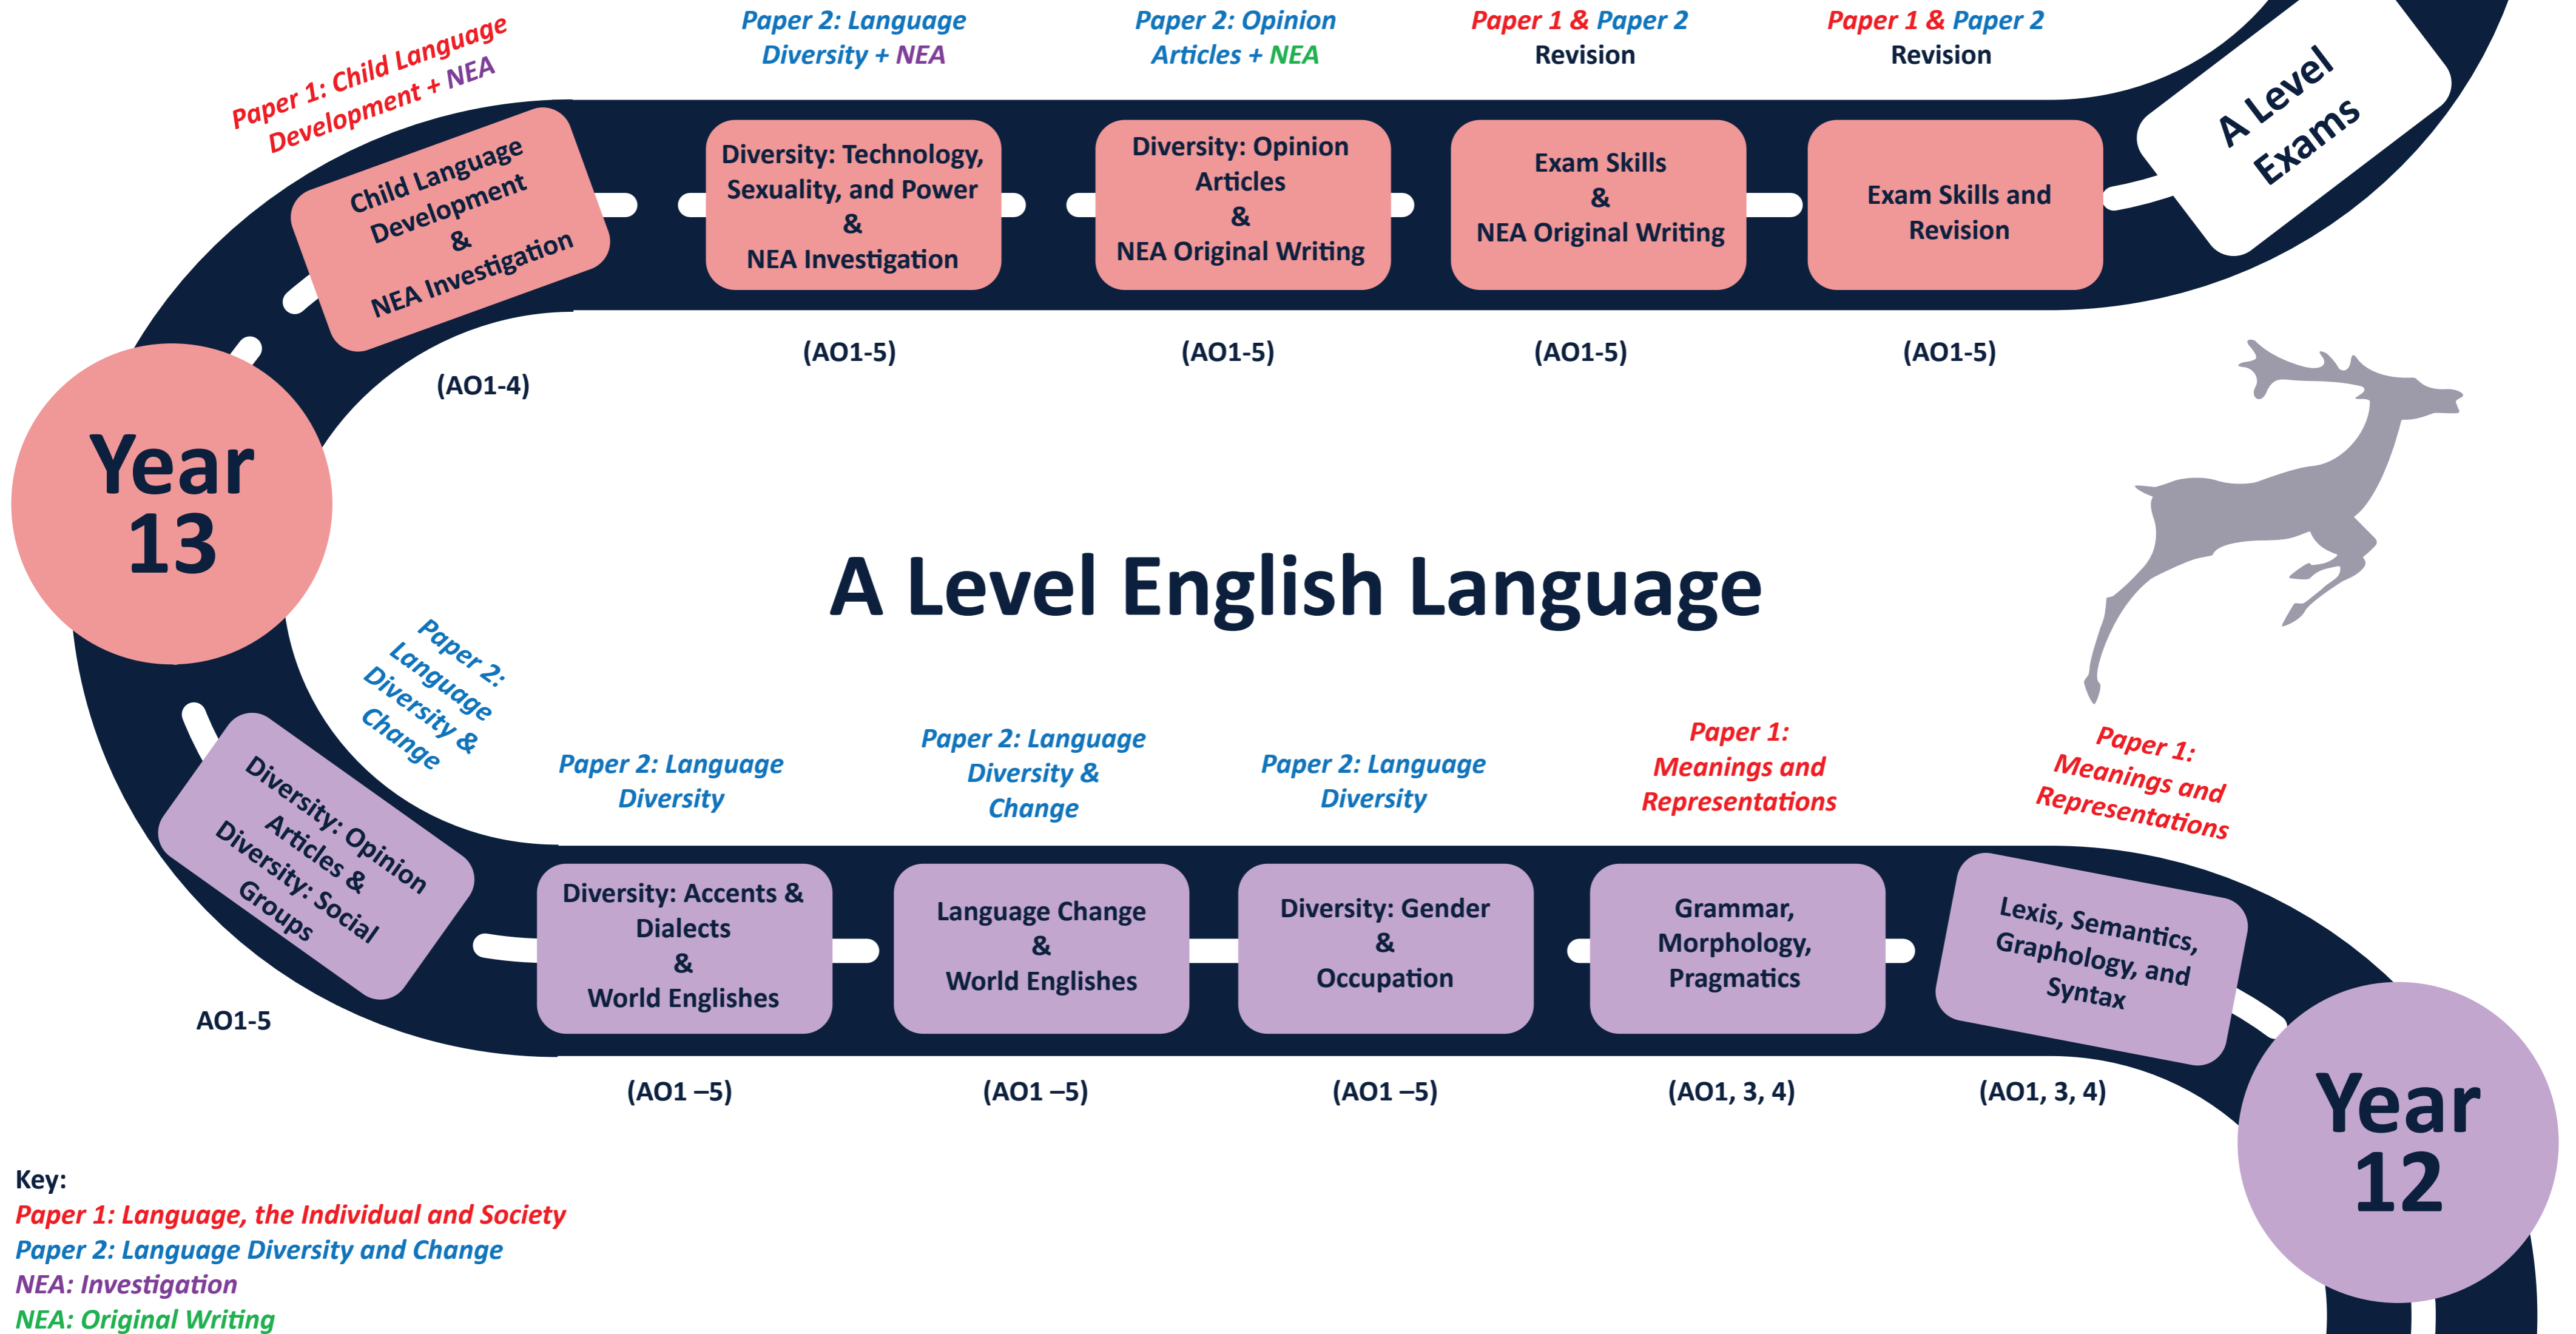 Paper 1: Child Language
Development + NEA
Paper 2: Language
Diversity + NEA
Paper 2: Opinion
Articles + NEA
Paper 1 & Paper 2
Revision
Paper 1 & Paper 2
Revision
Child Language
Development
&
NEA Investigation
Diversity: Technology,
Sexuality, and Power
&
NEA Investigation
Diversity: Opinion
Articles
&
NEA Original Writing
Exam Skills
&
NEA Original Writing
Exam Skills and
Revision
A Level
Exams
(AO1-4)
(AO1-5)
(AO1-5)
(AO1-5)
(AO1-5)
Year
13
A Level English Language
Paper 2:
Language
Diversity &
Change
Paper 2: Language
Diversity
Paper 2: Language
Diversity &
Change
Paper 2: Language
Diversity
Paper 1:
Meanings and
Representations
Paper 1:
Meanings and
Representations
Diversity: Opinion
Articles &
Diversity: Social
Groups
Diversity: Accents &
Dialects
&
World Englishes
Language Change
&
World Englishes
Diversity: Gender
&
Occupation
Grammar,
Morphology,
Pragmatics
Lexis, Semantics,
Graphology, and
Syntax
AO1-5
(AO1 –5)
(AO1 –5)
(AO1 –5)
(AO1, 3, 4)
(AO1, 3, 4)
Year
12
Key:
Paper 1: Language, the Individual and Society
Paper 2: Language Diversity and Change
NEA: Investigation
NEA: Original Writing